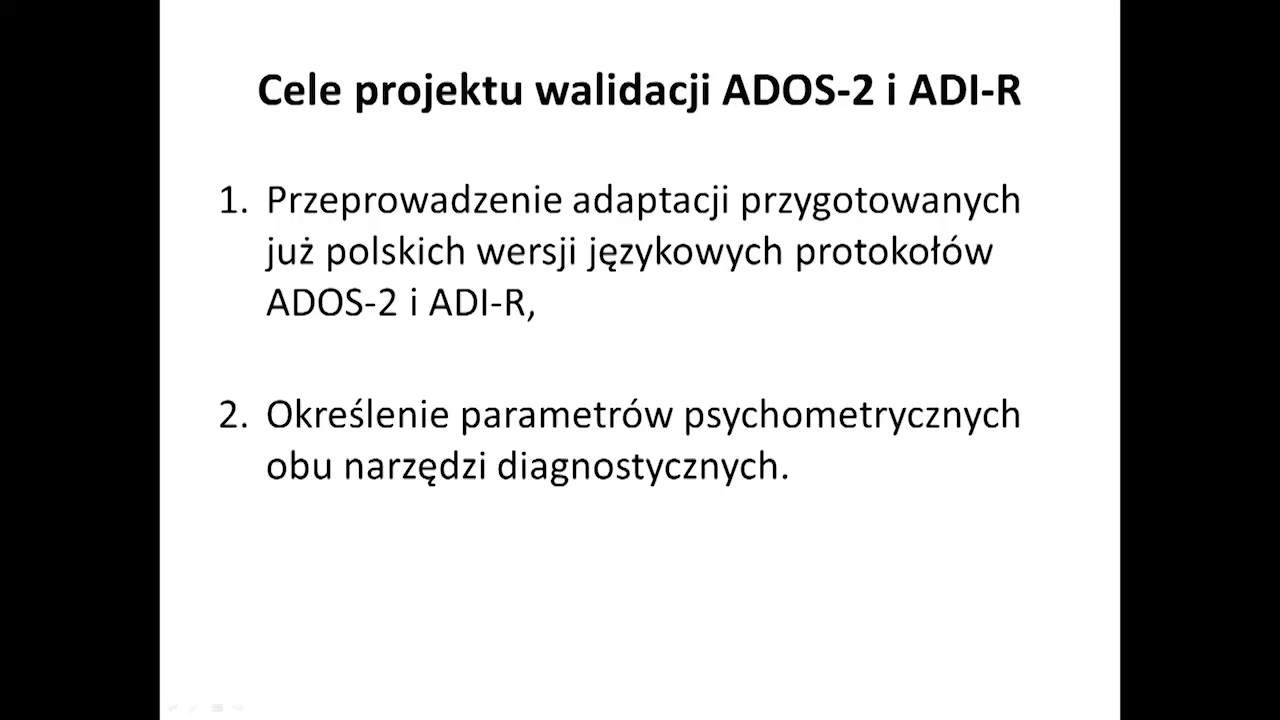 Cele projektu walidacji ADOS-2 i ADI-R
1. Przeprowadzenie adaptacji przygotowanych
już polskich wersji językowych protokołów
ADOS-2 i ADI-R,
2. Określenie parametrów psychometrycznych
obu narzędzi diagnostycznych.